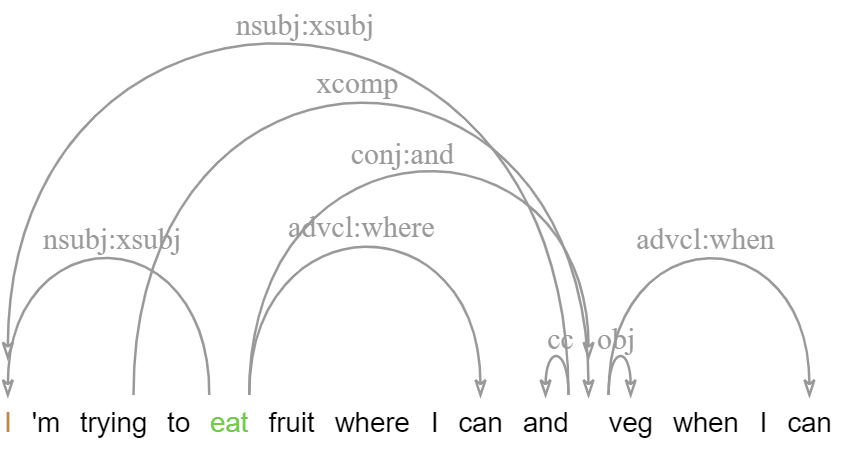 nsubj:xsubj
xcomp
conj:and
nsubj:xsubj advcl:where advcl:when
cc obj
I 'm trying to eat fruit where I can and veg when I can